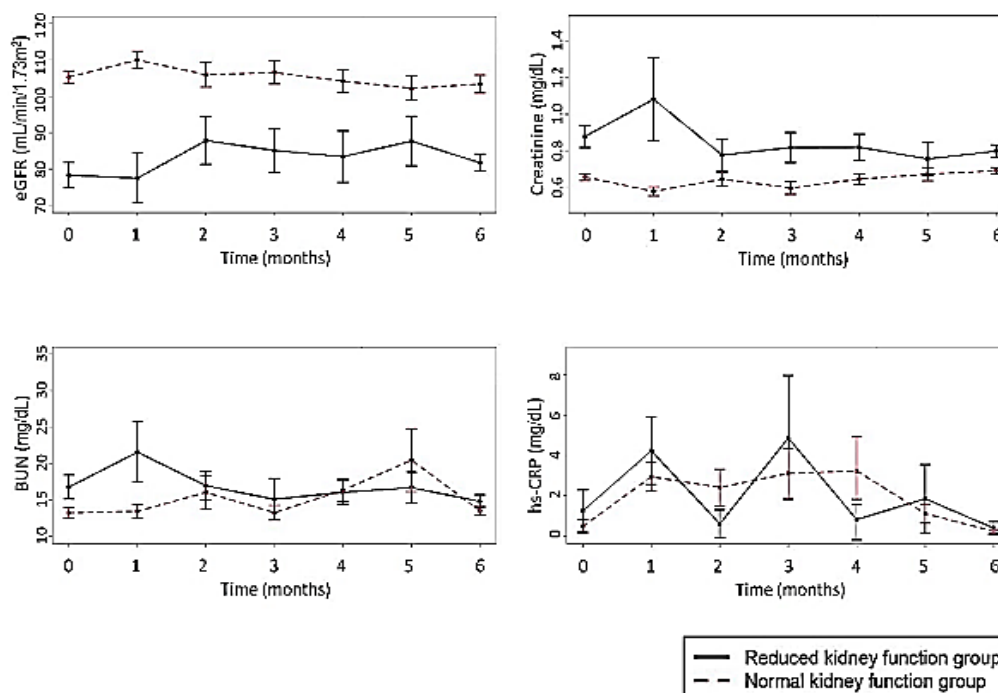 eGFR (mL/min/1.73m²)
120
110
100
90
80
70
0 1 2 3 4 5 6
Time (months)
Creatinine (mg/dL)
1.4
1.2
1.0
0.8
0.6
0 1 2 3 4 5 6
Time (months)
BUN (mg/dL)
35
30
25
20
15
10
0 1 2 3 4 5 6
Time (months)
hs-CRP (mg/dL)
8
6
4
2
0
0 1 2 3 4 5 6
Time (months)
Reduced kidney function group
Normal kidney function group